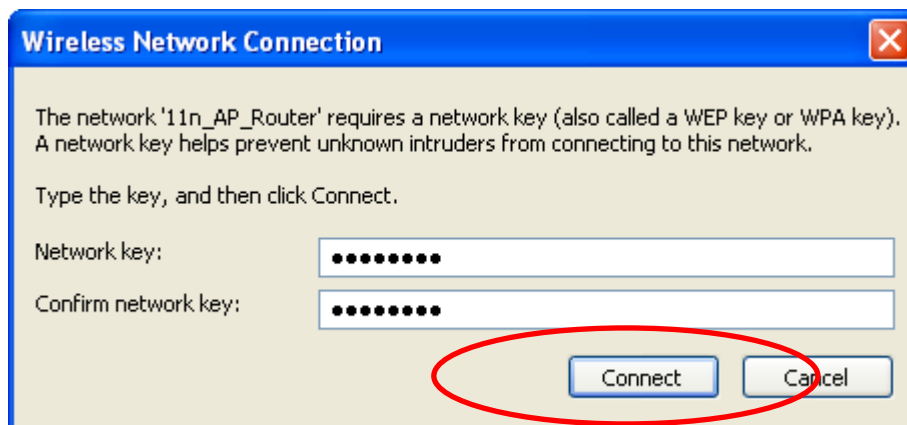 Wireless Network Connection
The network '11n_AP_Router' requires a network key (also called a WEP key or WPA key).
A network key helps prevent unknown intruders from connecting to this network.
Type the key, and then click Connect.
Network key: ••••••••
Confirm network key: ••••••••
Connect Cancel